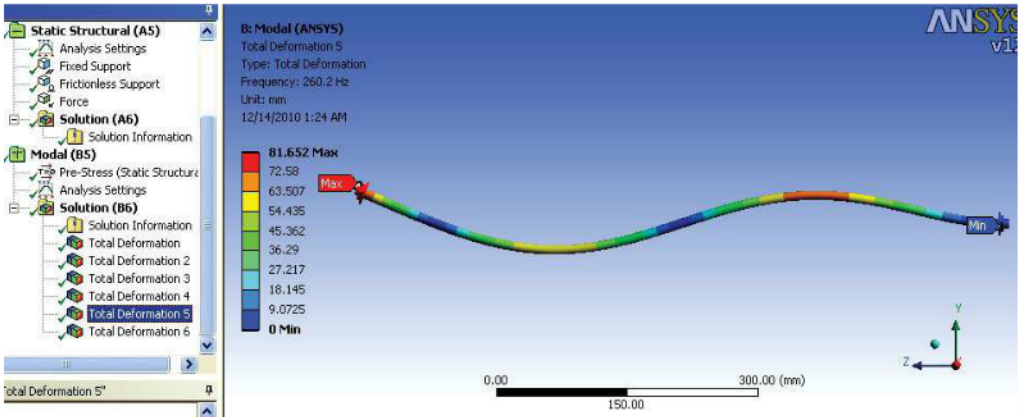 Static Structural (A5)
Analysis Settings
Fixed Support
Frictionless Support
Force
Solution (A6)
Solution Information
Modal (B5)
Pre-Stress (Static Structura
Analysis Settings
Solution (B6)
Solution Information
Total Deformation
Total Deformation 2
Total Deformation 3
Total Deformation 4
Total Deformation 5
Total Deformation 6
otal Deformation 5"
B: Modal (ANSYS)
Total Deformation 5
Type: Total Deformation
Frequency: 260.2 Hz
Unit: mm
12/14/2010 1:24 AM
81.652 Max
72.58
63.507
54.435
45.362
36.29
27.217
18.145
9.0725
0 Min
Max
Min
ANSYS
Y
Z
0.00
300.00 (mm)
150.00